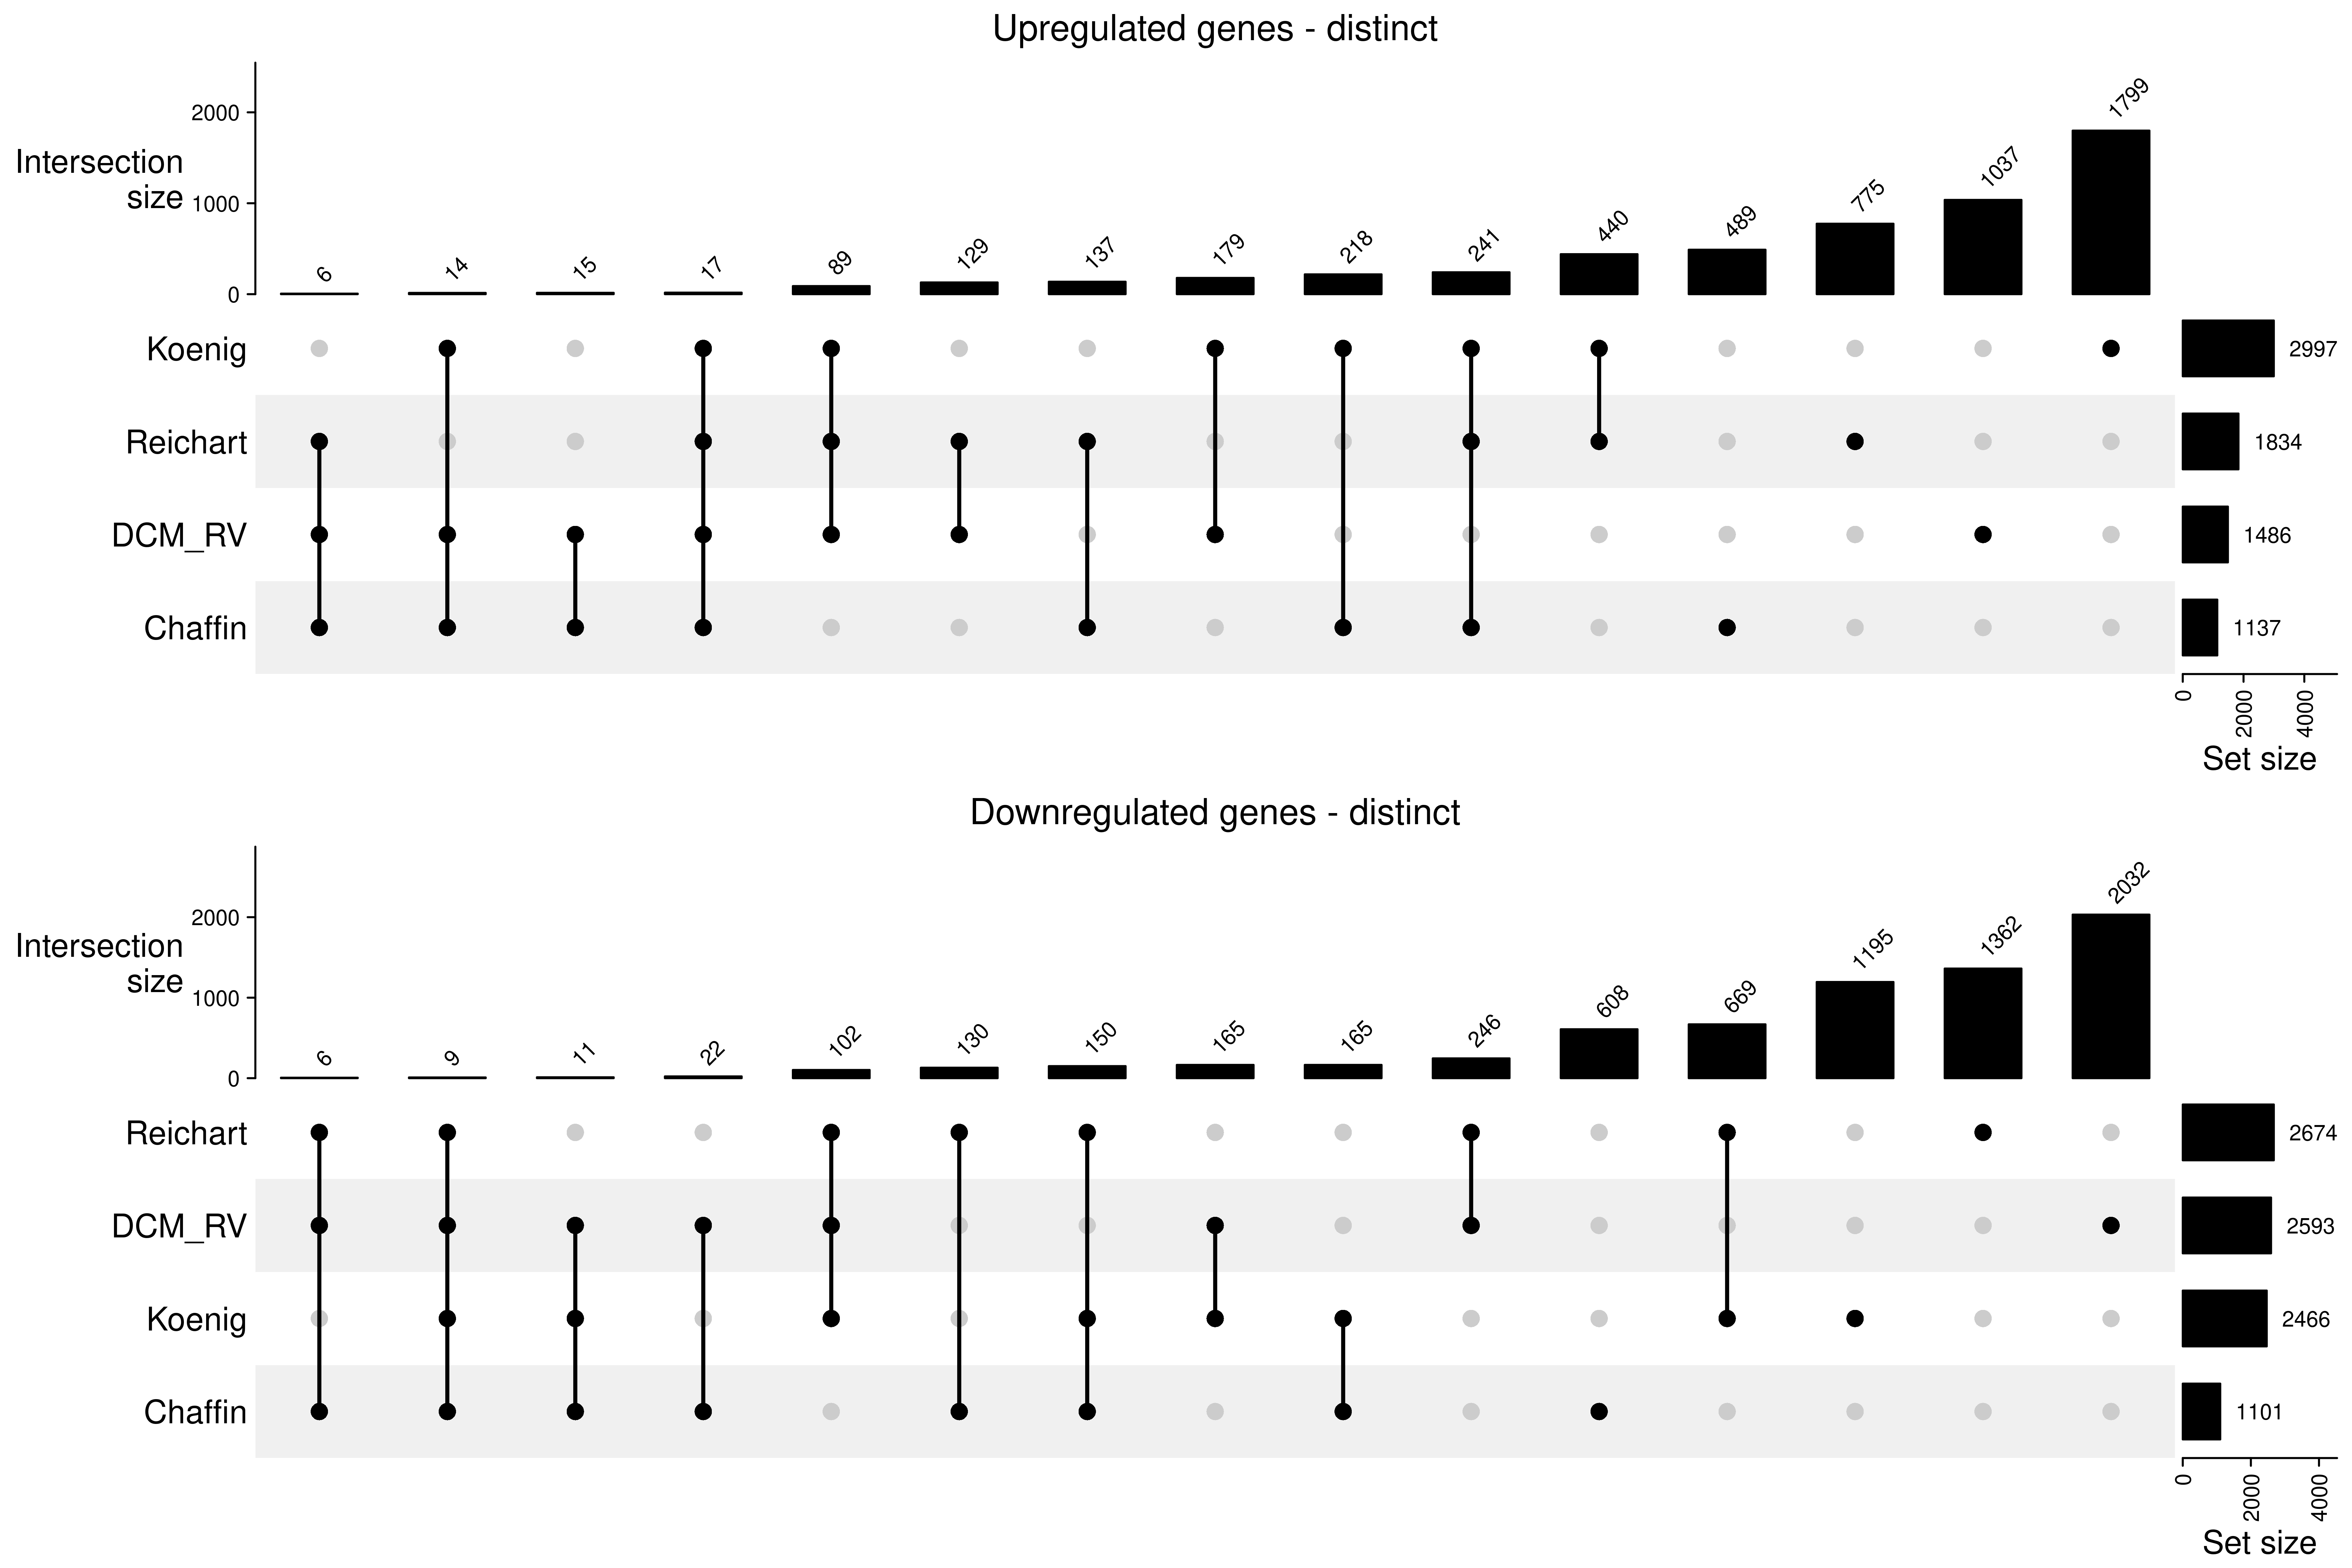 Upregulated genes - distinct
2000
1000
0
Intersection
size
6 14 15 17 89 129 137 179 218 241 440 489 775 1037 1799
Koenig 2997
Reichart 1834
DCM_RV 1486
Chaffin 1137
0 2000 4000
Set size
Downregulated genes - distinct
2000
1000
0
Intersection
size
6 9 11 22 102 130 150 165 165 246 608 669 1195 1362 2032
Reichart 2674
DCM_RV 2593
Koenig 2466
Chaffin 1101
0 2000 4000
Set size